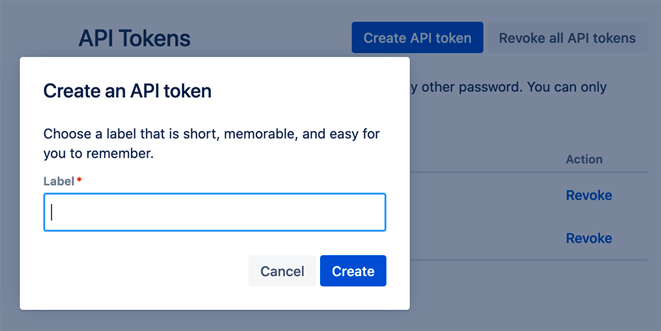 API Tokens
Create API token
Revoke all API tokens
y other password. You can only
Create an API token
Choose a label that is short, memorable, and easy for
you to remember.
Label *
Action
Revoke
Revoke
Cancel
Create